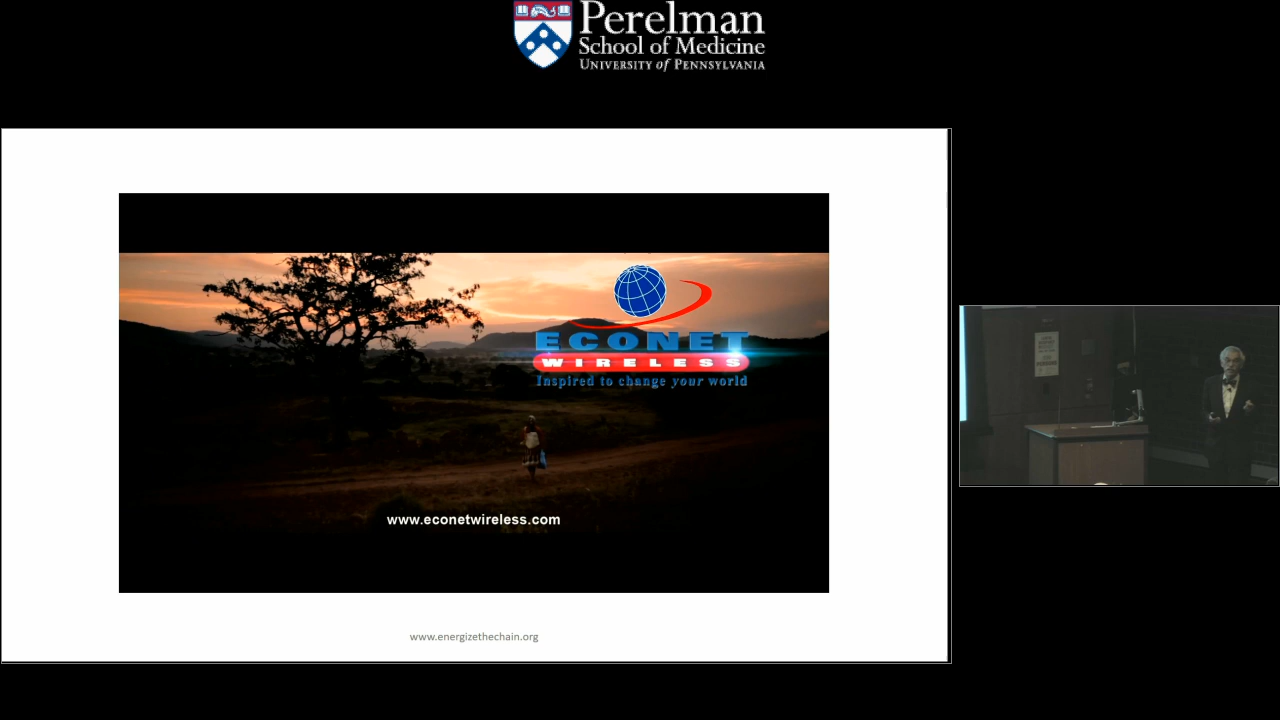 Perelman
School of Medicine
UNIVERSITY of PENNSYLVANIA
ECONET
WIRELESS
Inspired to change your world
www.econetwireless.com
www.energizethechain.org